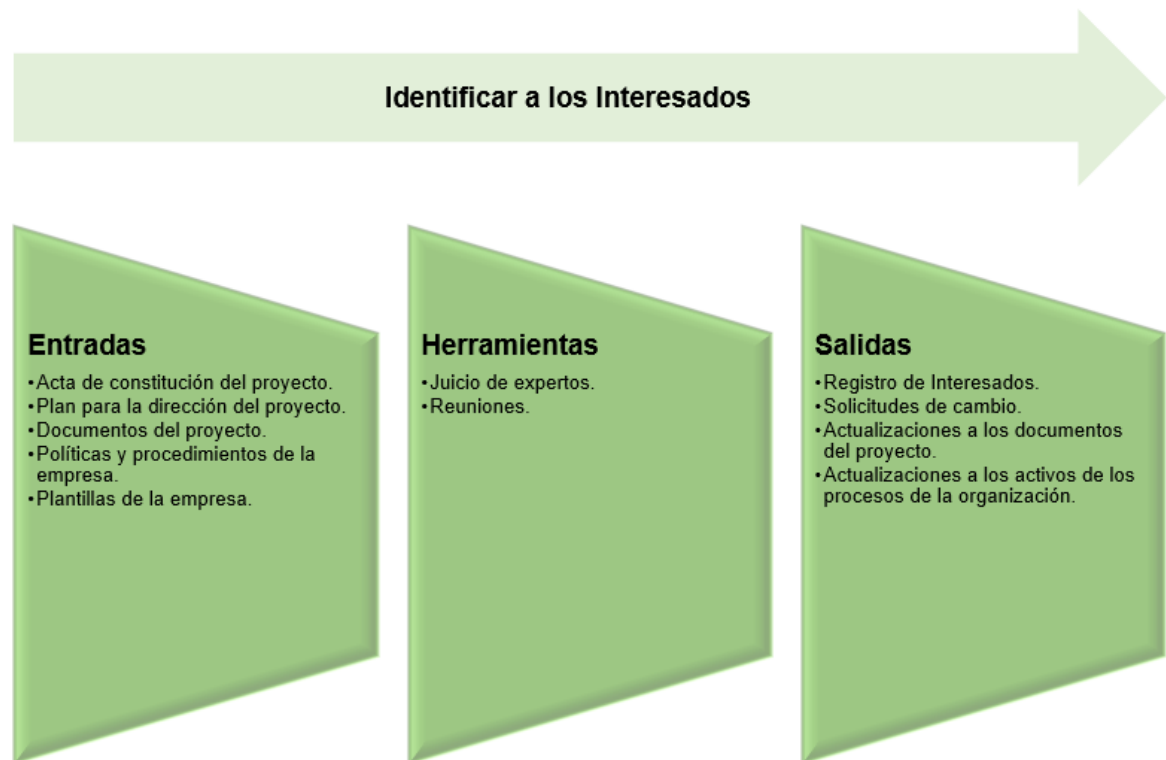 Identificar a los Interesados
Entradas
•Acta de constitución del proyecto.
•Plan para la dirección del proyecto.
•Documentos del proyecto.
•Políticas y procedimientos de la
empresa.
•Plantillas de la empresa.
Herramientas
•Juicio de expertos.
•Reuniones.
Salidas
•Registro de Interesados.
•Solicitudes de cambio.
•Actualizaciones a los documentos
del proyecto.
•Actualizaciones a los activos de los
procesos de la organización.